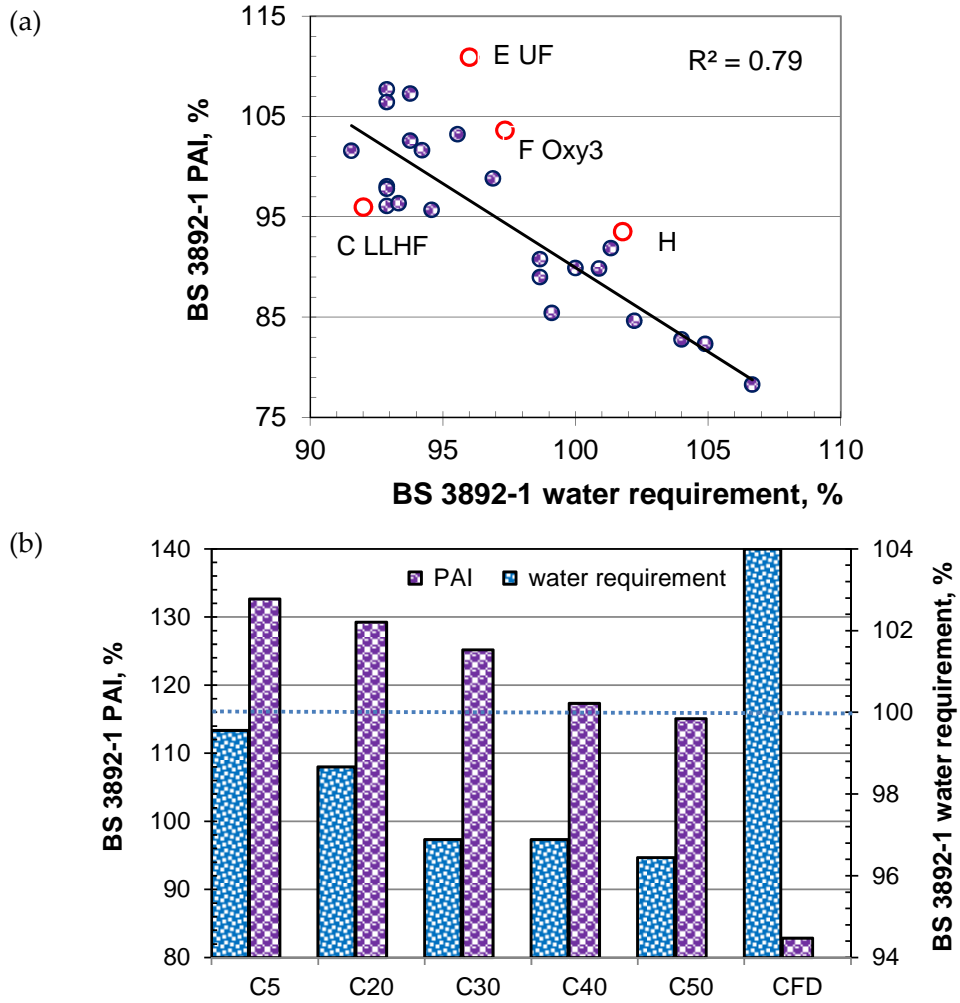 (a)
115
105
95
85
75
BS 3892-1 PAI, %
E UF
R² = 0.79
F Oxy3
C LLHF
H
90 95 100 105 110
BS 3892-1 water requirement, %
(b)
140
130
120
110
100
90
80
BS 3892-1 PAI, %
PAI water requirement
104
102
100
98
96
94
BS 3892-1 water requirement, %
C5 C20 C30 C40 C50 CFD